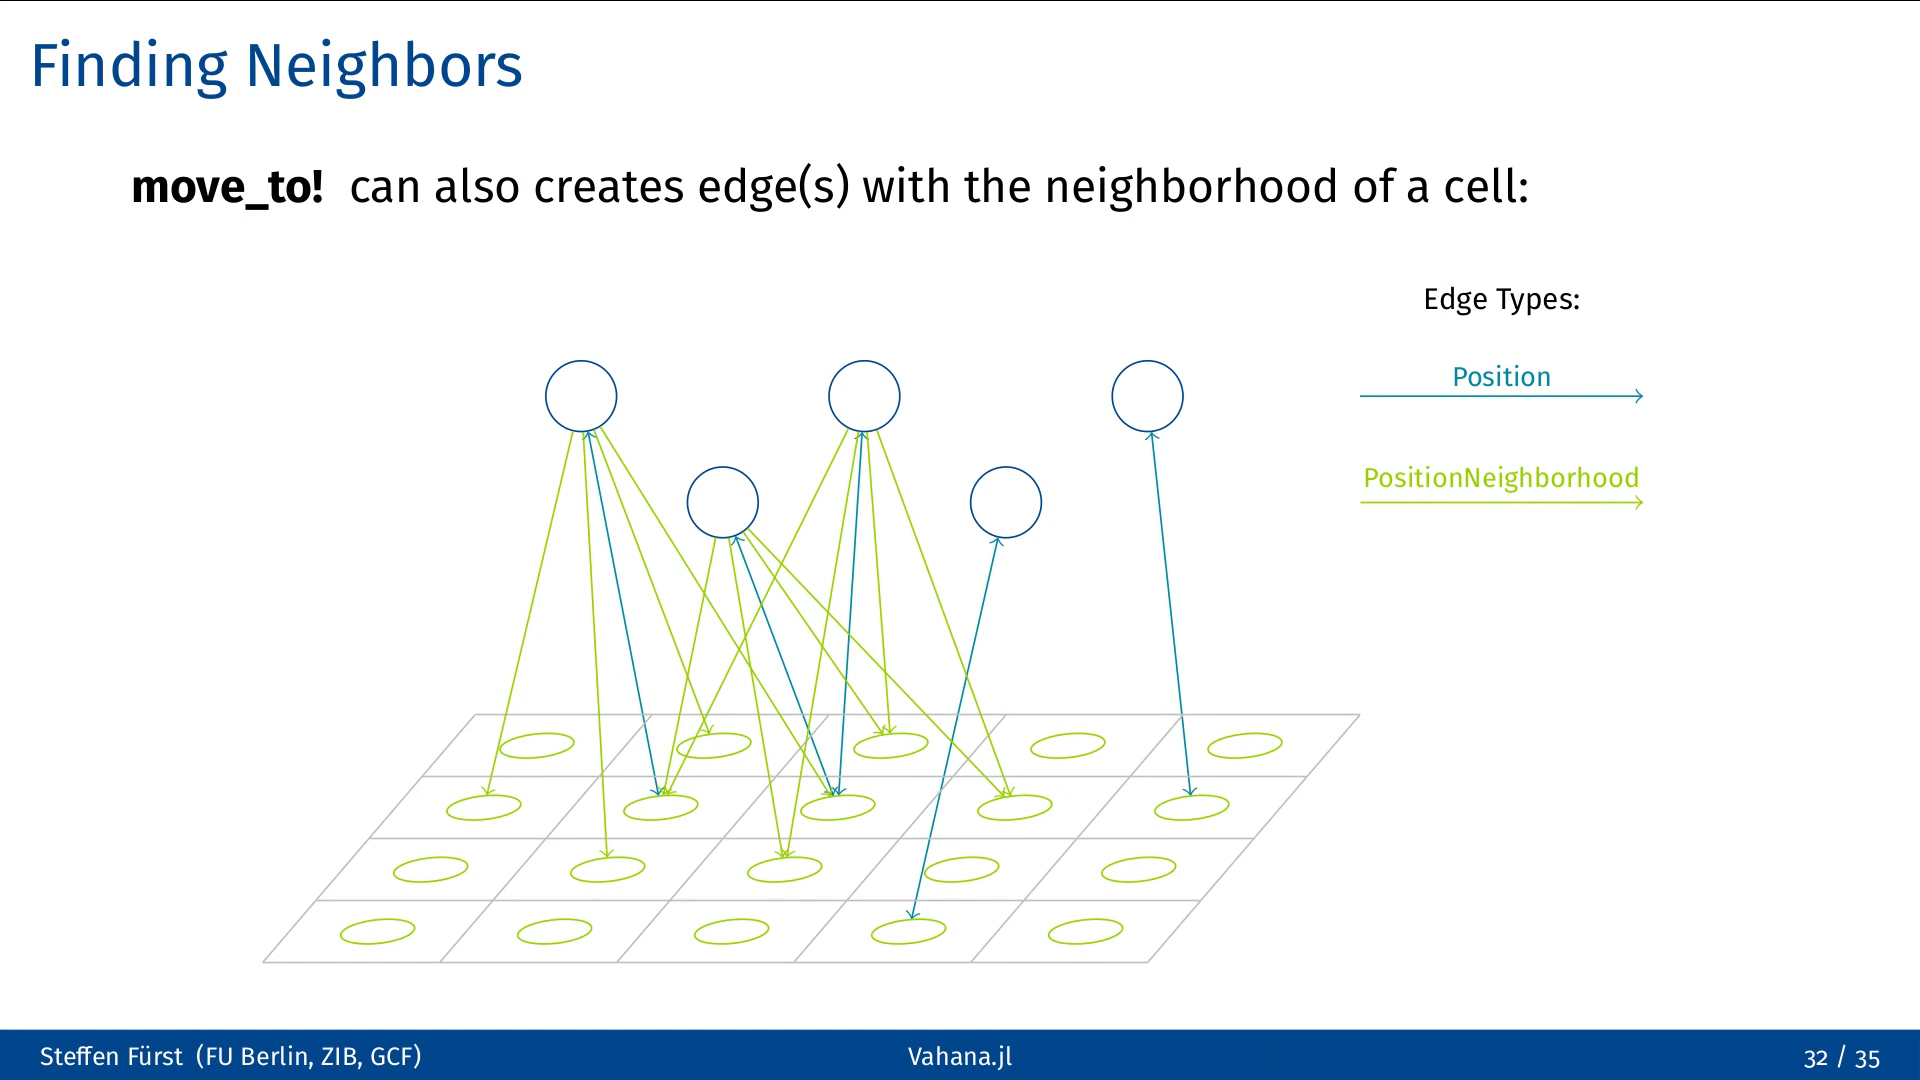 Finding Neighbors
move_to! can also creates edge(s) with the neighborhood of a cell:
Edge Types:
Position
PositionNeighborhood
Steffen Fürst (FU Berlin, ZIB, GCF)
Vahana.jl
32 / 35